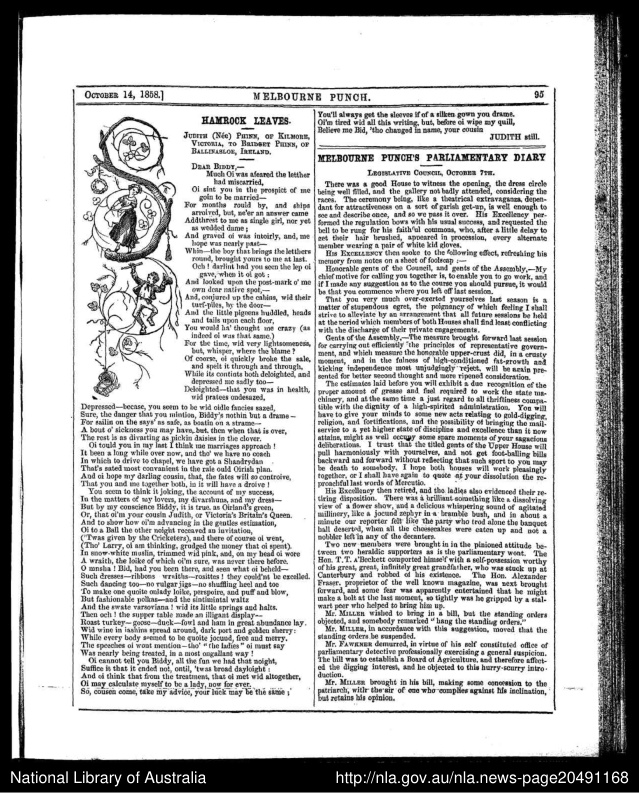 OCTOBER 14, 1858.]
MELBOURNE PUNCH.
95
HAMROCK LEAVES.
JUDITH (NÉE) PHINN, OF KILMORE,
VICTORIA, TO BRIDGET PHINN, OF
BALLINASLOE, IRELAND.
DEAR BIDDY,—
Much Oi was afeared the letther
had miscarried,
Oi sint you in the prospict of me
goin to be married—
For months rould by, and ships
arroived, but, ne'er an answer came
Addthrest to me as single girl, nor yet
as wedded dame;
And graved oi was intoirly, and, me
hope was nearly past—
Whin—the boy that brings the letthers
round, brought yours to me at last.
Och! darlint had you seen the lep oi
gave, when it oi got:
And looked upon the post-mark o' me
own dear native spot,—
And, conjured up the cabins, wid their
turf-piles, by the door—
And the little pigeens huddled, heads
and tails upon each floor,
You would ha' thought me crazy (as
indeed oi was that same.)
For the time, wid very lightsomeness,
but, whisper, where the blame?
Of coorse, oi quickly broke the sale,
and spelt it through and through,
While its contints both deloighted, and
depressed me sadly too—
Deloighted—that you was in health,
wid praties ondesazed,
Depressed—becase, you seem to be wid oidle fancies sazed,
Sure, the danger that you mintion, Biddy's nothin but a drame—
For sailin on the says' as safe, as boatin on a strame—
A bout o' sickness you may have, but, then when that is over,
The rest is as divarting as pickin daisies in the clover.
Oi could tell you in my last I think me marriages approach!
It been a long while over now, and tho' we have no coach
In which to drive to chapel, we have got a Shandrydan
That's sated most convanient in the rale ould Oirish plan.
And oi hope my darling cousin, that, the fates will so controive,
That you and me together both, in it will have a droive!
You seem to think it joking, the account of my success,
In the matters of my lovers, my divarshuns, and my dress—
But by my conscience Biddy, it is true, as Oirland's green,
Or, that oi'm your cousin Judith, or Victoria's Britain's Queen.
And to show how oi'm advancing in the genties estimation,
Oi to a Ball the other noight receaved an invitation,
('Twas given by the Cricketers), and there of course oi went,
(Tho' Larry, oi am thinking, grudged the money that oi spent).
In snow-white muslin, trimmed wid pink, and, on my head oi wore
A wraith, the loike of which oi'm sure, was never there before.
O musha! Bid, had you been there, and seen what oi beheld—
Such dresses—ribbons wraiths—rosittes! they could'nt be excelled.
Such dancing too—no vulgar jigs—no shuffling heel and toe
To make one quoite molady loike, perspoire, and puff and blow,
But fashionable polkas—and the sintimintal waltz
And the swate varsoviana! wid its little springs and halts.
Then och! the supper table made an illigant display—
Roast turkey—geese—duck—fowl and ham in great abundance lay.
Wid wine in lashins spread around, dark port and golden sherry:
While every body seemed to be quoite jocund, free and merry.
The speeches oi must mention—tho' "the ladies" oi must say
Was nearly being treated, in a most ongallant way!
Oi cannot tell you Biddy, all the fun we had that noight,
Suffice is that it ended not, ontil, 'twas broad dayloight:
And oi think that from the treatment, that oi met wid altogether,
Oi may calculate myself to be a lady, now for ever.
So, cousen come, take my advice, your luck may be the same;
You'll always get the sleeves if of a silken gown you drame.
Oi'm tired wid all this writing, but, before oi wipe my quill,
Believe me Bid, 'tho changed in name, your cousin
JUDITH still.
MELBOURNE PUNCH'S PARLIAMENTARY DIARY
LEGISLATIVE COUNCIL, OCTOBER 7TH.
There was a good House to witness the opening, the dress circle
being well filled, and the gallery not badly attended, considering the
races. The ceremony being, like a theatrical extravaganza, depen-
dant for attractiveness on a sort of garish get-up, is well enough to
see and describe once, and so we pass it over. His Excellency per-
formed the regulation bows with his usual success, and requested the
bell to be rung for his faithful commons, who, after a little delay to
get their hair brushed, appeared in procession, every alternate
member wearing a pair of white kid gloves.
His EXCELLENCY then spoke to the following effect, refreshing his
memory from notes on a sheet of foolscap:—
Honorable gents of the Council, and gents of the Assembly,—My
chief motive for calling you together is, to enable you to go work, and
if I made any suggestion as to the course you should pursue, it would
be that you commence where you left off last session.
That you very much over-exerted yourselves last season is a
matter of stupendous egret, the poignancy of which feeling I shall
strive to alleviate by an arrangement that all future sessions be held
at the period which members of both Houses shall find least conflicting
with the discharge of their private engagements.
Gents of the Assembly,—The measure brought forward last session
for carrying out efficiently 'the principles of representative govern-
ment, and which measure the honorable upper-crust did, in a crusty
moment, and in the fulness of high-conditioned fat-growth and
kicking independence most unjudgingly reject, will be again pre-
sented for better second thought and more ripened consideration.
The estimates laid before you will exhibit a due recognition of the
proper amount of grease and fuel required to work the state ma-
chinery, and at the same time a just regard to all thriftiness compa-
tible with the dignity of a high-spirited administration. You will
have to give your minds to some new acts relating to gold-digging,
religion, and fortifications, and the possibility of bringing the mail-
service to a yet higher state of discipline and excellence than it now
attains, might as well occupy some spare moments of your sagacious
deliberations. I trust that the titled gents of the Upper House will
pull harmoniously with yourselves, and not get foot-balling bills
backward and forward without reflecting that such sport to you may
be death to somebody, I hope both houses will work pleasingly
together, or I shall have again to quote at your dissolution the re-
proachful last words of Mercutio.
His Excellency then retired, and the ladies also evidenced their re-
tiring disposition. There was a brilliant something like a dissolving
view of a flower show, and a delicious whispering sound of agitated
millinery, like a jocund zephyr in a bramble bush, and in about a
minute our reporter felt like the party who trod alone the banquet
hall deserted, when all the cheesecakes were eaten up and not a
nobbler left in any of the decanters.
Two new members were brought in in the pinioned attitude be-
tween two heraldic supporters as is the parliamentary wont. The
Hon. T. T. A'Beckett comported himself with a self-possession worthy
of his great, great, infinitely great grandfather, who was stuck up at
Canterbury and robbed of his existence. The Hon. Alexander
Fraser, proprietor of the well known magazine, was next brought
forward, and some fear was apparently entertained that he might
make a bolt at the last moment, so tightly was he gripped by a stal-
wart peer who helped to bring him up.
Mr. MILLER wished to bring in a bill, but the standing orders
objected, and somebody remarked "hang the standing orders."
Mr. MILLER, in accordance with this suggestion, moved that the
standing orders be suspended.
Mr. FAWKNER demurred, in virtue of his self constituted office of
parliamentary detective professionally exercising a general suspicion.
The bill was to establish a Board of Agriculture, and therefore affect-
ed the digging interest, and he objected to this hurry-scurry intro-
duction.
Mr. MILLER brought in his bill, making some concession to the
patriarch, with the air of one who complies against his inclination,
but retains his opinion.
National Library of Australia
http://nla.gov.au/nla.news-page20491168